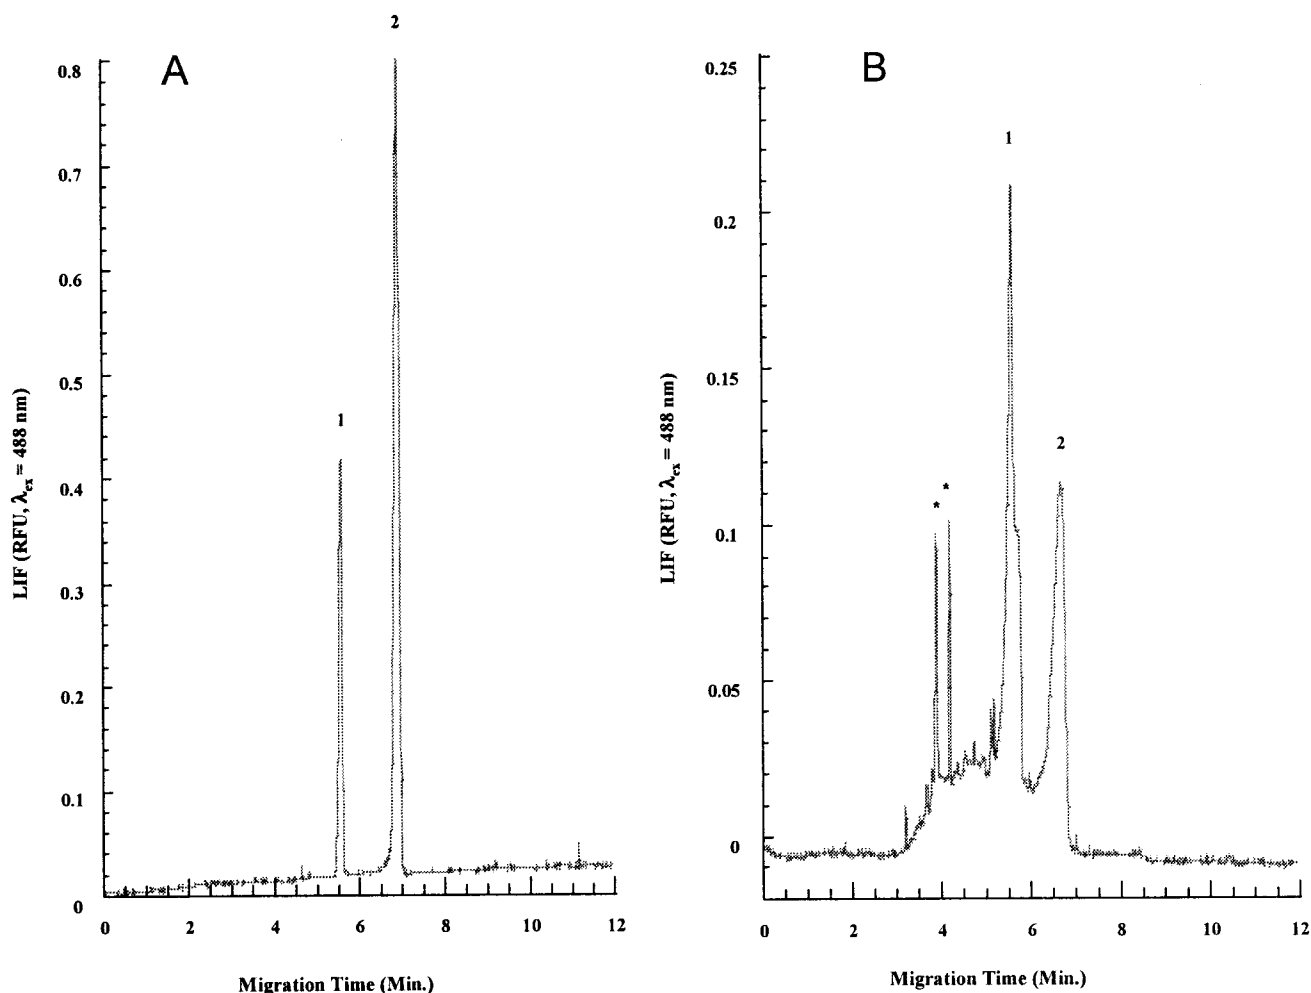 2
A
0.8
0.7
0.6
0.5
0.4
0.3
0.2
0.1
0
1
LIF (RFU, λex = 488 nm)
0 2 4 6 8 10 12
Migration Time (Min.)
B
0.25
0.2
0.15
0.1
0.05
0
1
2
* *
LIF (RFU, λex = 488 nm)
0 2 4 6 8 10 12
Migration Time (Min.)